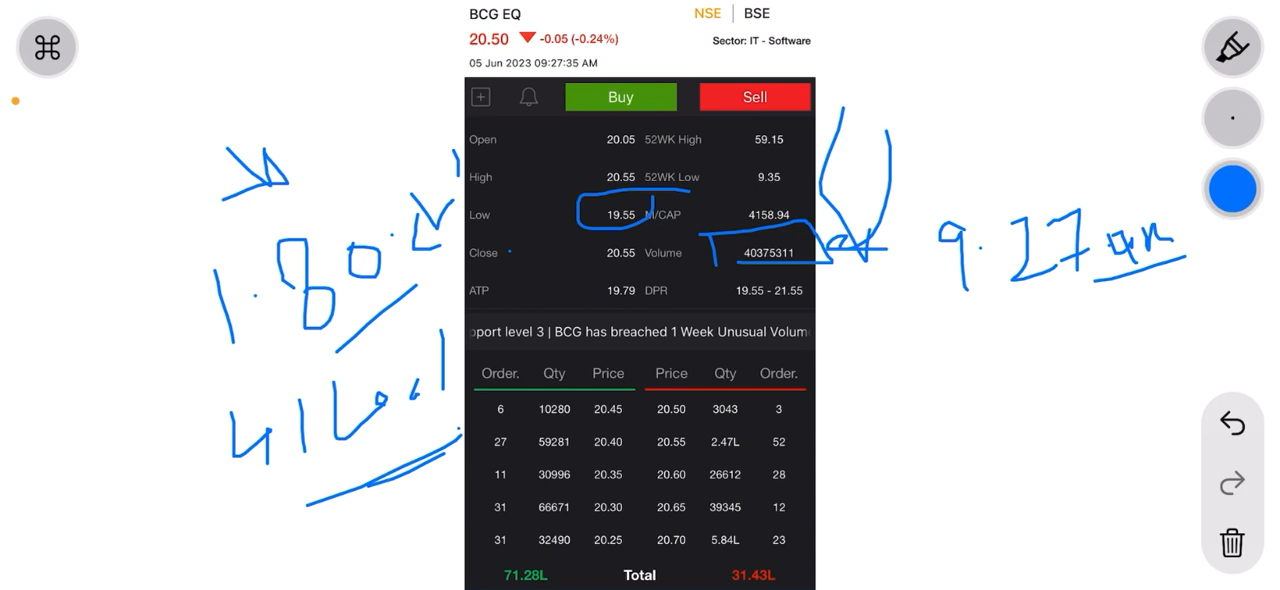 BCG EQ NSE | BSE
20.50 ▼ -0.05 (-0.24%) Sector: IT - Software
05 Jun 2023 09:27:35 AM
Buy Sell
Open 20.05 52WK High 59.15
High 20.55 52WK Low 9.35
Low 19.55 M/CAP 4158.94
Close 20.55 Volume 40375311
ATP 19.79 DPR 19.55 - 21.55
port level 3 | BCG has breached 1 Week Unusual Volum
Order. Qty Price Price Qty Order.
6 10280 20.45 20.50 3043 3
27 59281 20.40 20.55 2.47L 52
11 30996 20.35 20.60 26612 28
31 66671 20.30 20.65 39345 12
31 32490 20.25 20.70 5.84L 23
71.28L Total 31.43L
1.80
9.27 am